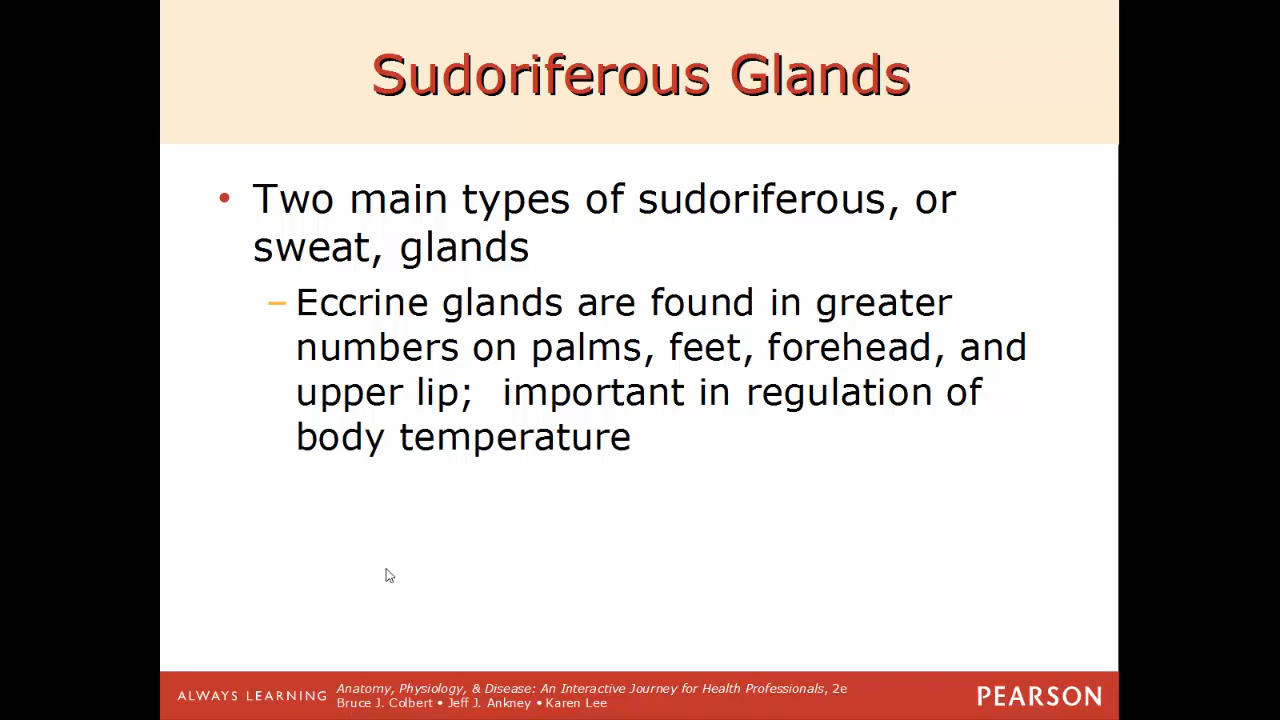 Sudoriferous Glands
• Two main types of sudoriferous, or
sweat, glands
– Eccrine glands are found in greater
numbers on palms, feet, forehead, and
upper lip; important in regulation of
body temperature
ALWAYS LEARNING
Anatomy, Physiology, & Disease: An Interactive Journey for Health Professionals, 2e
Bruce J. Colbert • Jeff J. Ankney • Karen Lee
PEARSON